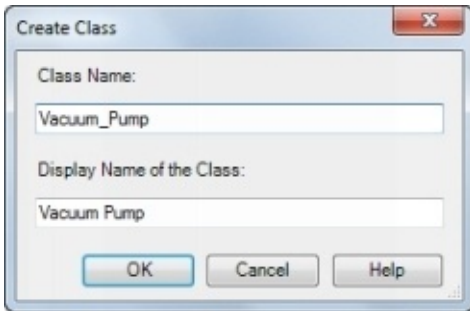 Create Class
Class Name:
Vacuum_Pump
Display Name of the Class:
Vacuum Pump
OK Cancel Help